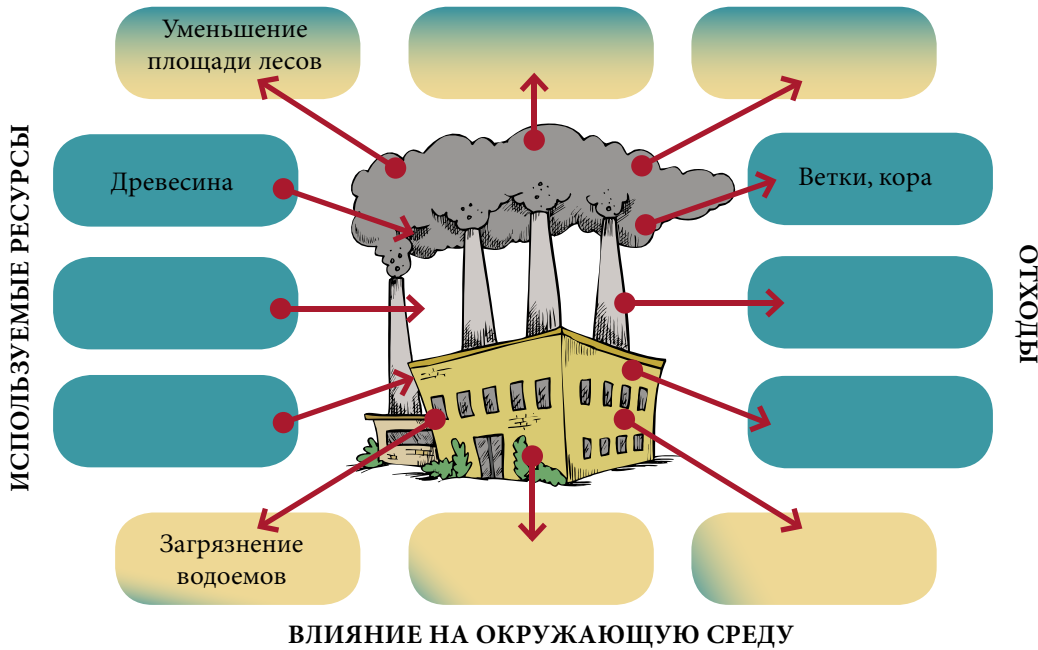 Уменьшение
площади лесов
ИСПОЛЬЗУЕМЫЕ РЕСУРСЫ
Древесина
Ветки, кора
ОТХОДЫ
Загрязнение
водоемов
ВЛИЯНИЕ НА ОКРУЖАЮЩУЮ СРЕДУ